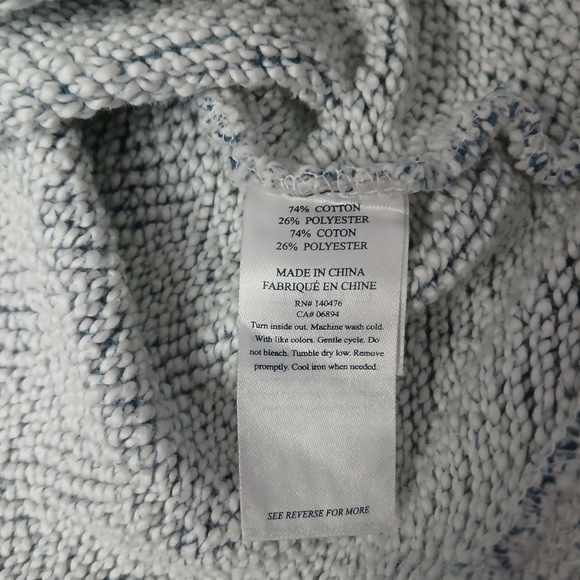 74% COTTON
26% POLYESTER
74% COTON
26% POLYESTER
MADE IN CHINA
FABRIQUÉ EN CHINE
RN# 140476
CA# 06894
Turn inside out. Machine wash cold.
With like colors. Gentle cycle. Do
not bleach. Tumble dry low. Remove
promptly. Cool iron when needed.
SEE REVERSE FOR MORE